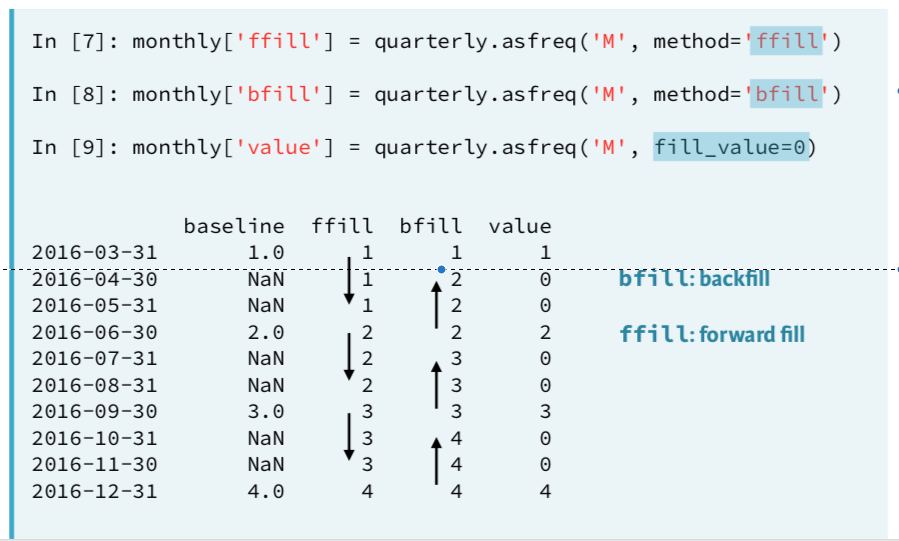 In [7]: monthly['ffill'] = quarterly.asfreq('M', method='ffill')
In [8]: monthly['bfill'] = quarterly.asfreq('M', method='bfill')
In [9]: monthly['value'] = quarterly.asfreq('M', fill_value=0)
baseline ffill bfill value
2016-03-31 1.0 1 1 1
2016-04-30 NaN 1 2 0
2016-05-31 NaN 1 2 0
2016-06-30 2.0 2 2 2
2016-07-31 NaN 2 3 0
2016-08-31 NaN 2 3 0
2016-09-30 3.0 3 3 3
2016-10-31 NaN 3 4 0
2016-11-30 NaN 3 4 0
2016-12-31 4.0 4 4 4
bfill: backfill
ffill: forward fill